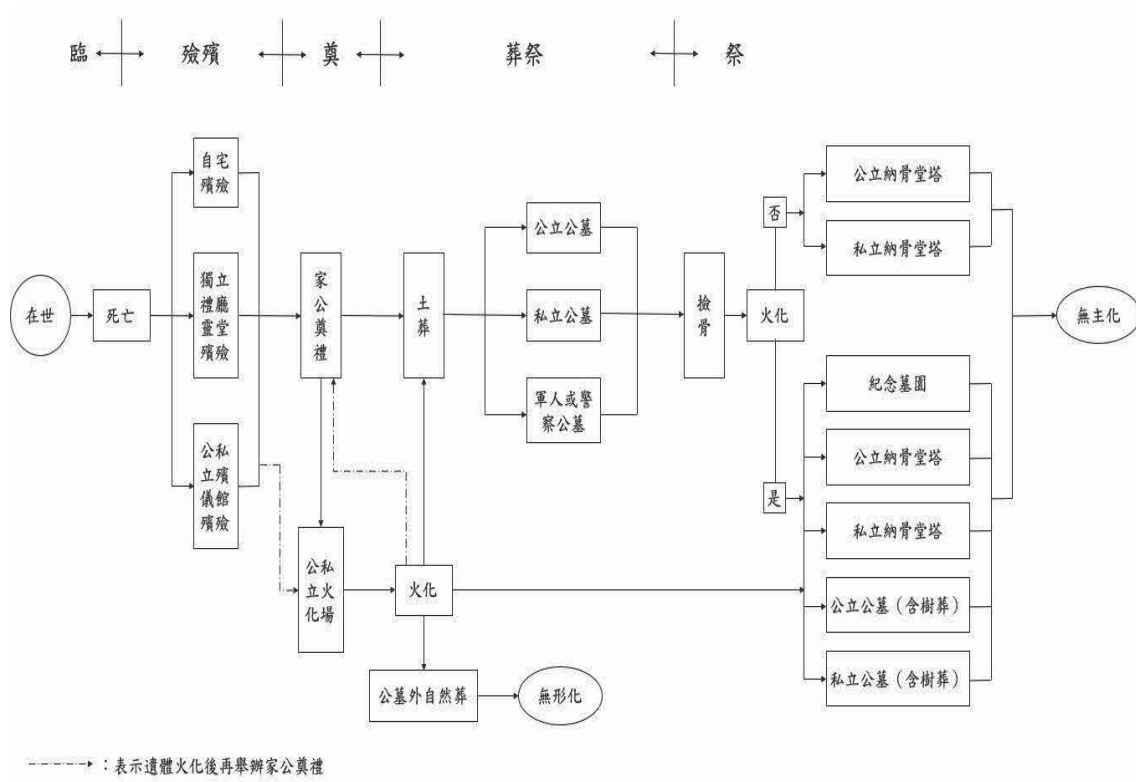 臨
殮殯
奠
葬祭
祭
自宅
殯殮
獨立
禮廳
靈堂
殯殮
公私
立殯
儀館
殯殮
在世
死亡
家
公
奠
禮
土
葬
公立公墓
私立公墓
軍人或警
察公墓
撿
骨
火化
否
是
公立納骨堂塔
私立納骨堂塔
紀念墓園
公立納骨堂塔
私立納骨堂塔
公立公墓（含樹葬）
私立公墓（含樹葬）
無主化
公私
立火
化場
火化
公墓外自然葬
無形化
：表示遺體火化後再舉辦家公奠禮